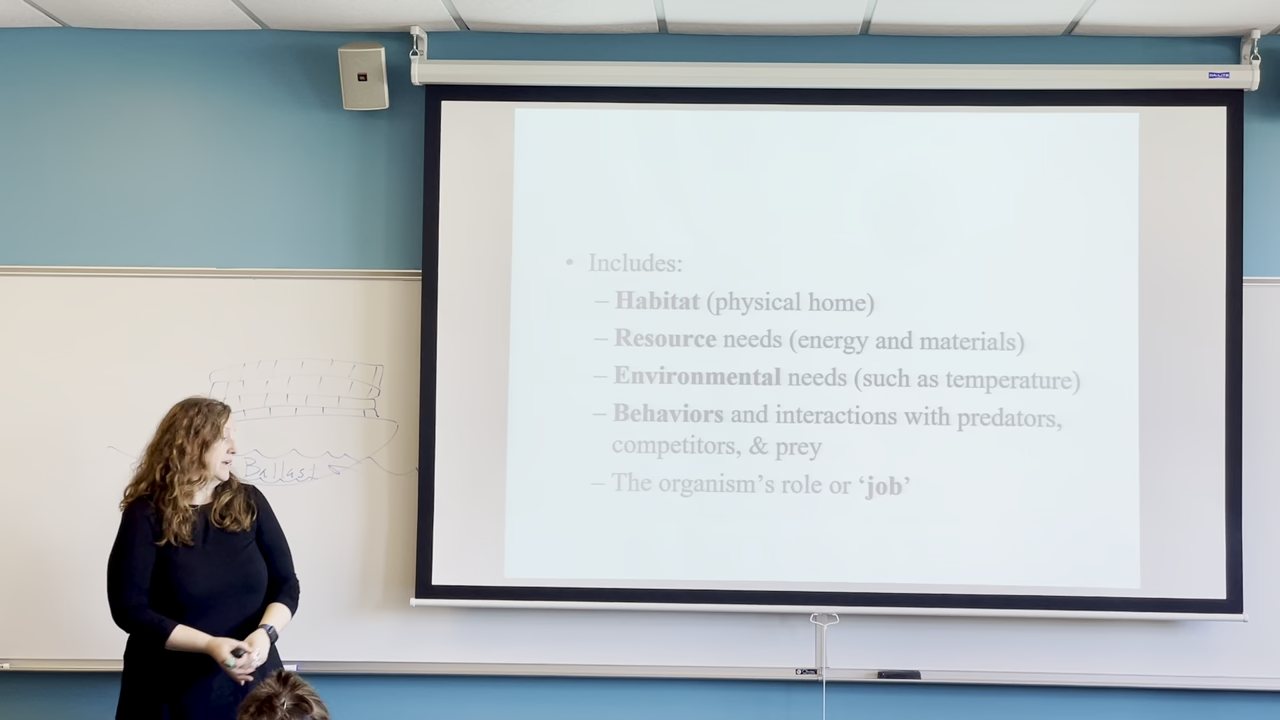 • Includes:
– Habitat (physical home)
– Resource needs (energy and materials)
– Environmental needs (such as temperature)
– Behaviors and interactions with predators,
competitors, & prey
– The organism’s role or ‘job’
Ballast